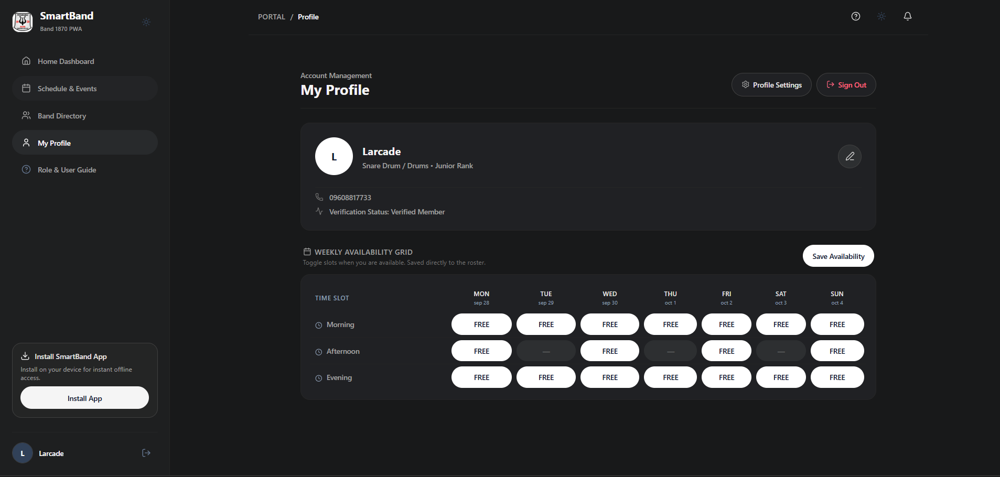 SmartBand
Band 1870 PWA
Home Dashboard
Schedule & Events
Band Directory
My Profile
Role & User Guide
Install SmartBand App
Install on your device for instant offline
access.
Install App
L Larcade
PORTAL / Profile
Account Management
My Profile
Profile Settings
Sign Out
L
Larcade
Snare Drum / Drums • Junior Rank
09608817733
Verification Status: Verified Member
WEEKLY AVAILABILITY GRID
Toggle slots when you are available. Saved directly to the roster.
Save Availability
TIME SLOT
MON TUE WED THU FRI SAT SUN
sep 28 sep 29 sep 30 oct 1 oct 2 oct 3 oct 4
Morning FREE FREE FREE FREE FREE FREE FREE
Afternoon FREE — FREE — FREE — FREE
Evening FREE FREE FREE FREE FREE FREE FREE